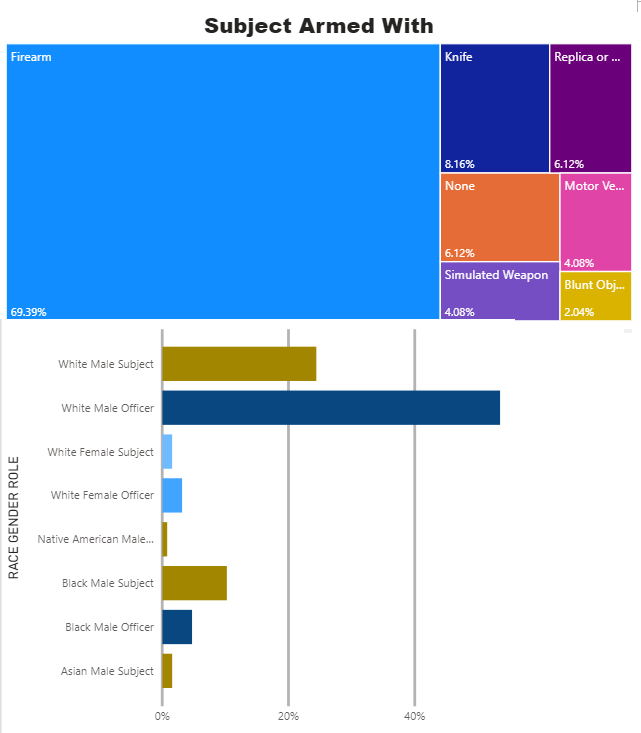 Subject Armed With
Firearm
Knife
Replica or ...
8.16%
6.12%
None
Motor Ve...
6.12%
4.08%
Simulated Weapon
Blunt Obj...
69.39%
4.08%
2.04%
RACE GENDER ROLE
White Male Subject
White Male Officer
White Female Subject
White Female Officer
Native American Male...
Black Male Subject
Black Male Officer
Asian Male Subject
0%
20%
40%